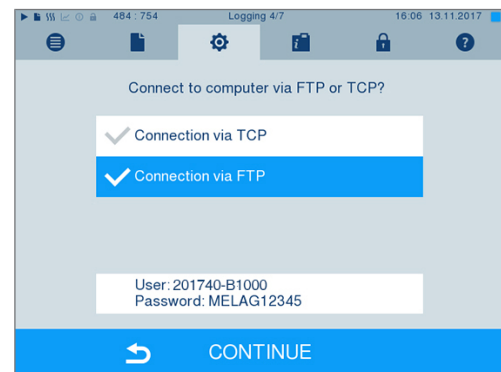 484 : 754 Logging 4/7 16:06 13.11.2017
Connect to computer via FTP or TCP?
Connection via TCP
Connection via FTP
User: 201740-B1000
Password: MELAG12345
CONTINUE